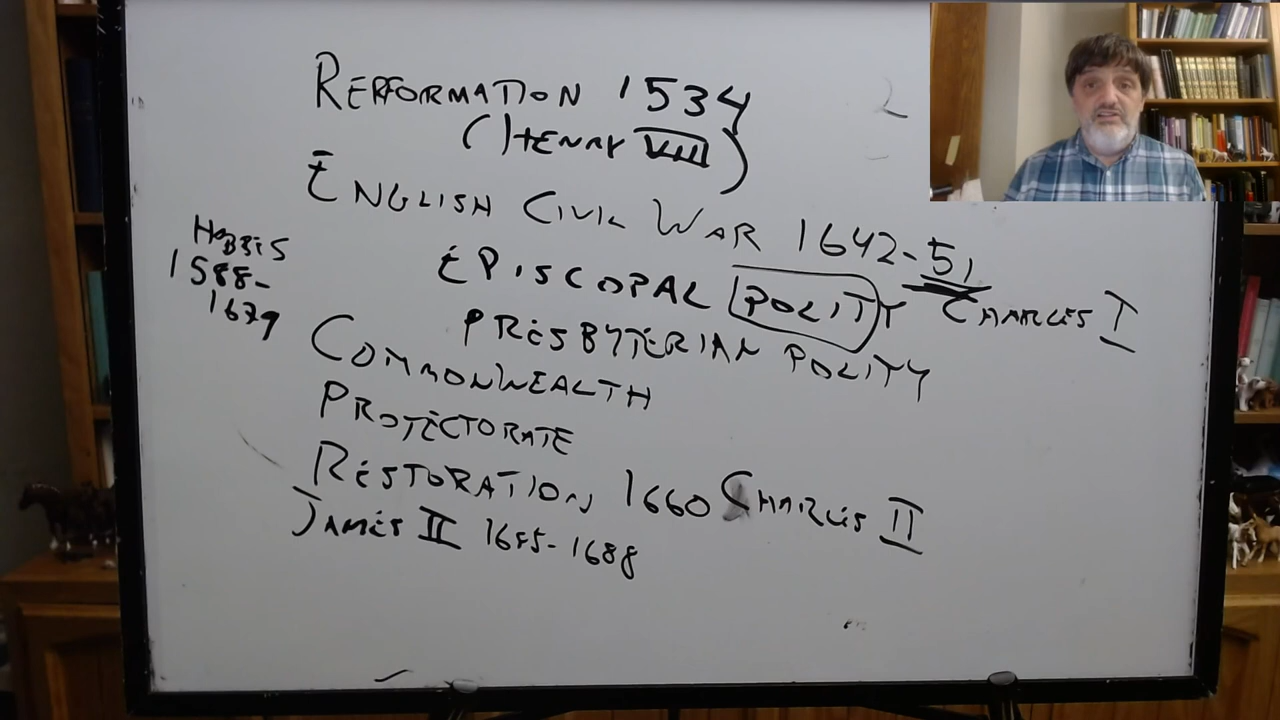 REFORMATION 1534
(HENRY VIII)
ENGLISH CIVIL WAR 1642-51
CHARLES I
EPISCOPAL POLITY
PRESBYTERIAN POLITY
HOBBES
1588-
1679
COMMONWEALTH
PROTECTORATE
RESTORATION 1660 CHARLES II
JAMES II 1685-1688